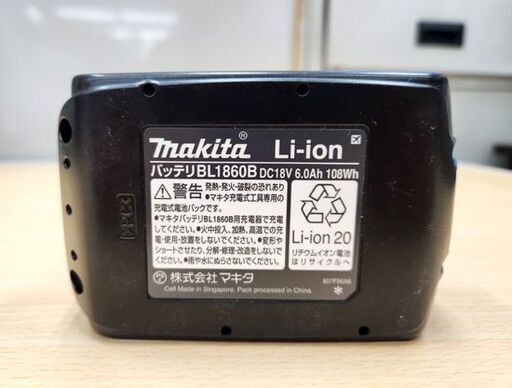 makita® Li-ion
バッテリBL1860B DC18V 6.0Ah 108Wh
警告 発熱・発火・破裂の恐れあり
●マキタ充電式工具専用の
充電式電池パックです。
●マキタバッテリBL1860B用充電器で充電
してください。●火中投入、加熱、高温での充
電・使用・放置をしないでください。●変形や
ショートさせたり、分解・修理・改造をしないで
ください。●雨や水にぬらさないでください。
Li-ion 20
リチウムイオン電池
はリサイクルへ
株式会社マキタ
Cell Made in Singapore, Pack processed in China.